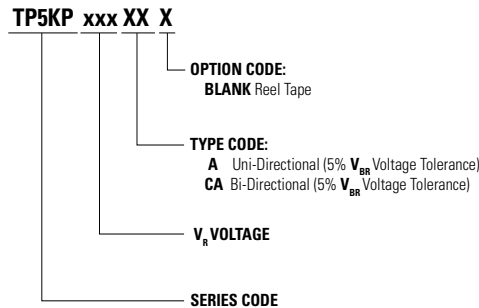 TP5KP xxx XX X
OPTION CODE:
BLANK Reel Tape
TYPE CODE:
A Uni-Directional (5% VBR Voltage Tolerance)
CA Bi-Directional (5% VBR Voltage Tolerance)
VR VOLTAGE
SERIES CODE